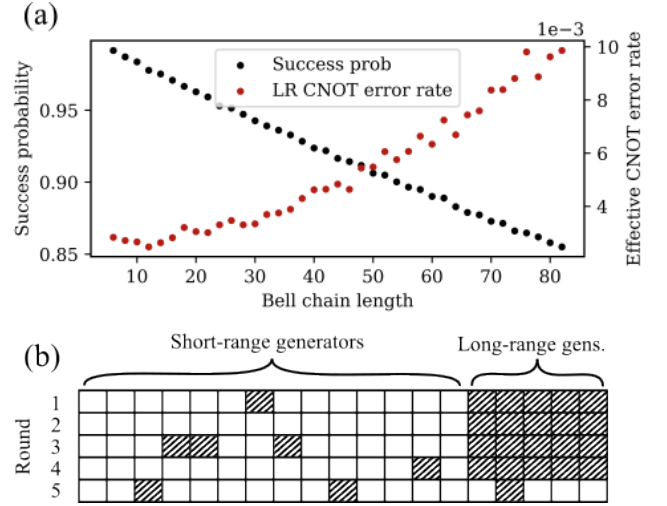 (a)
1e−3
Success prob
LR CNOT error rate
Success probability
0.95
0.90
0.85
Effective CNOT error rate
10
8
6
4
10 20 30 40 50 60 70 80
Bell chain length
(b)
Short-range generators
Long-range gens.
Round
1
2
3
4
5